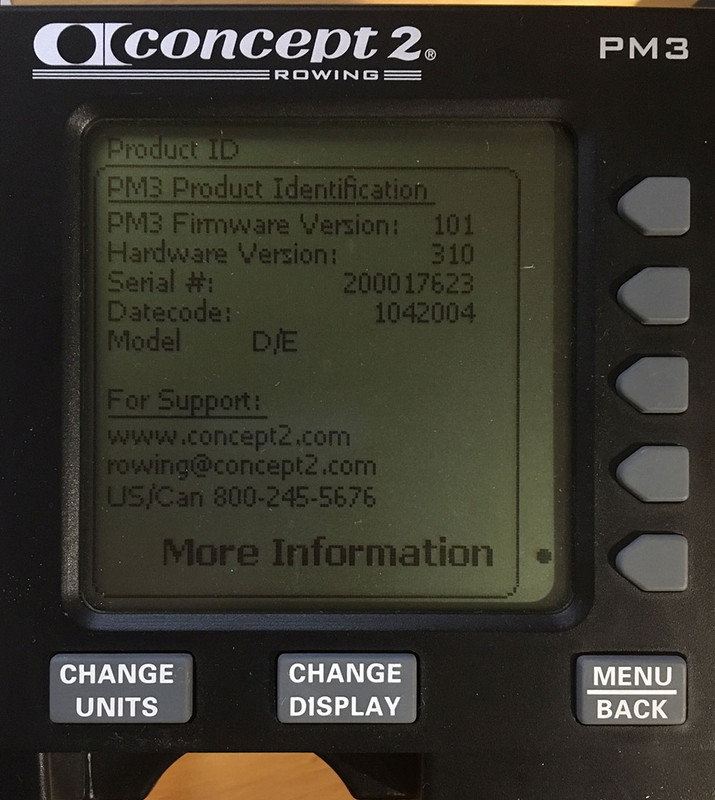 concept 2® PM3
ROWING
Product ID
PM3 Product Identification
PM3 Firmware Version: 101
Hardware Version: 310
Serial #: 200017623
Datecode: 1042004
Model D/E
For Support:
www.concept2.com
rowing@concept2.com
US/Can 800-245-5676
More Information
CHANGE UNITS
CHANGE DISPLAY
MENU
BACK